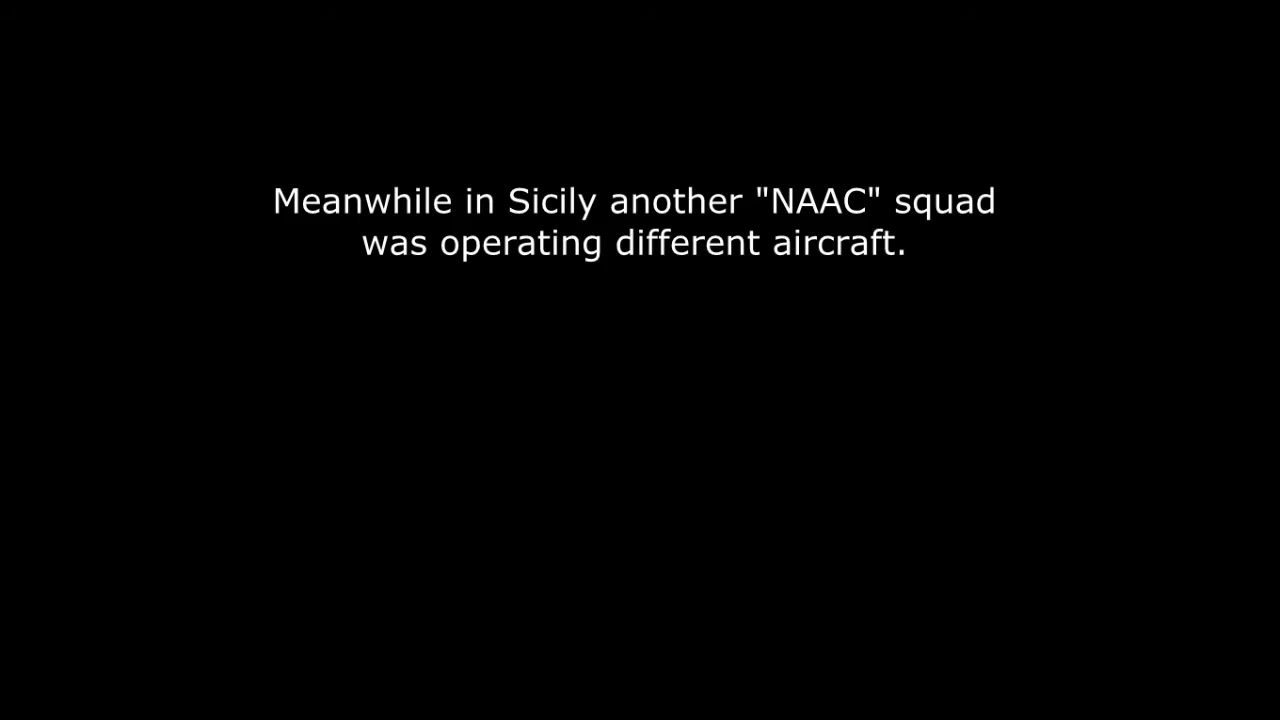 Meanwhile in Sicily another "NAAC" squad
was operating different aircraft.